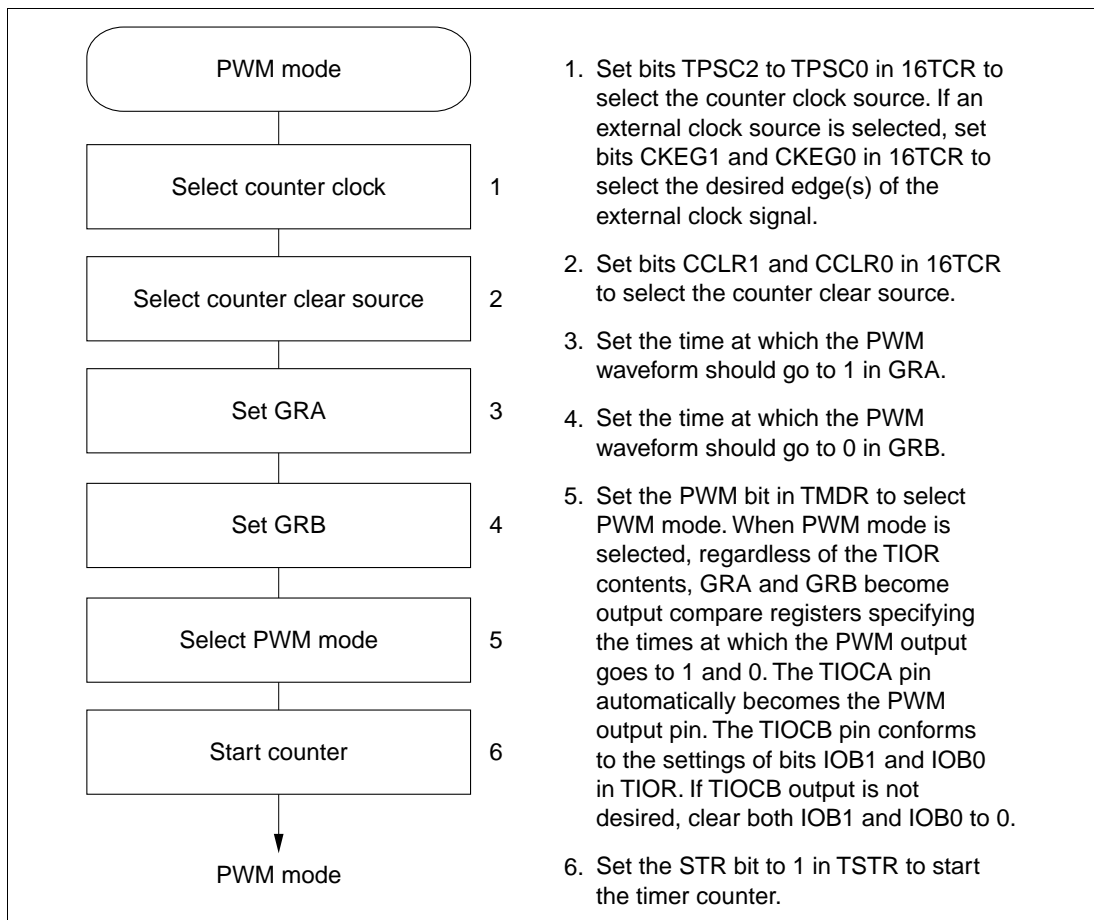 PWM mode
Select counter clock
1
Select counter clear source
2
Set GRA
3
Set GRB
4
Select PWM mode
5
Start counter
6
PWM mode
1. Set bits TPSC2 to TPSC0 in 16TCR to
select the counter clock source. If an
external clock source is selected, set
bits CKEG1 and CKEG0 in 16TCR to
select the desired edge(s) of the
external clock signal.
2. Set bits CCLR1 and CCLR0 in 16TCR
to select the counter clear source.
3. Set the time at which the PWM
waveform should go to 1 in GRA.
4. Set the time at which the PWM
waveform should go to 0 in GRB.
5. Set the PWM bit in TMDR to select
PWM mode. When PWM mode is
selected, regardless of the TIOR
contents, GRA and GRB become
output compare registers specifying
the times at which the PWM output
goes to 1 and 0. The TIOCA pin
automatically becomes the PWM
output pin. The TIOCB pin conforms
to the settings of bits IOB1 and IOB0
in TIOR. If TIOCB output is not
desired, clear both IOB1 and IOB0 to 0.
6. Set the STR bit to 1 in TSTR to start
the timer counter.